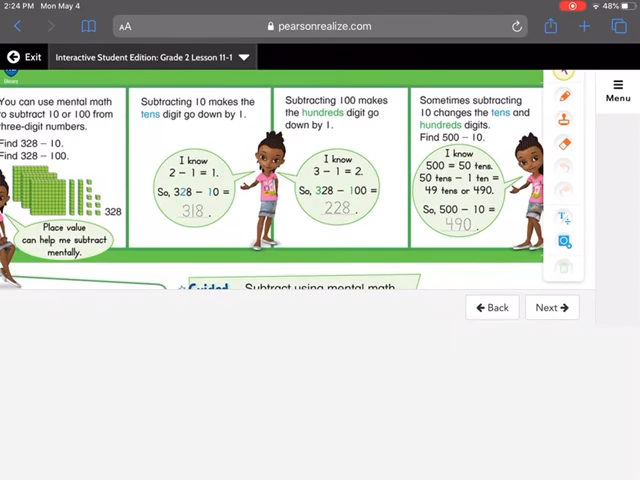 2:24 PM Mon May 4
48%
AA
pearsonrealize.com
Exit
Interactive Student Edition: Grade 2 Lesson 11-1
Menu
You can use mental math
to subtract 10 or 100 from
three-digit numbers.
Find 328 – 10.
Find 328 – 100.
328
Place value
can help me subtract
mentally.
Subtracting 10 makes the
tens digit go down by 1.
I know
2 – 1 = 1.
So, 328 – 10 =
318.
Subtracting 100 makes
the hundreds digit go
down by 1.
I know
3 – 1 = 2.
So, 328 – 100 =
228.
Sometimes subtracting
10 changes the tens and
hundreds digits.
Find 500 – 10.
I know
500 = 50 tens.
50 tens – 1 ten =
49 tens or 490.
So, 500 – 10 =
490.
Guided
Subtract using mental math
Back
Next